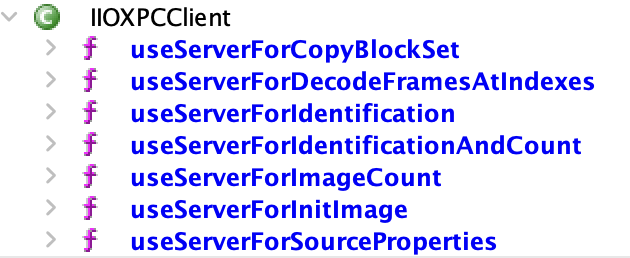 C IIOXPCClient
f useServerForCopyBlockSet
f useServerForDecodeFramesAtIndexes
f useServerForIdentification
f useServerForIdentificationAndCount
f useServerForImageCount
f useServerForInitImage
f useServerForSourceProperties